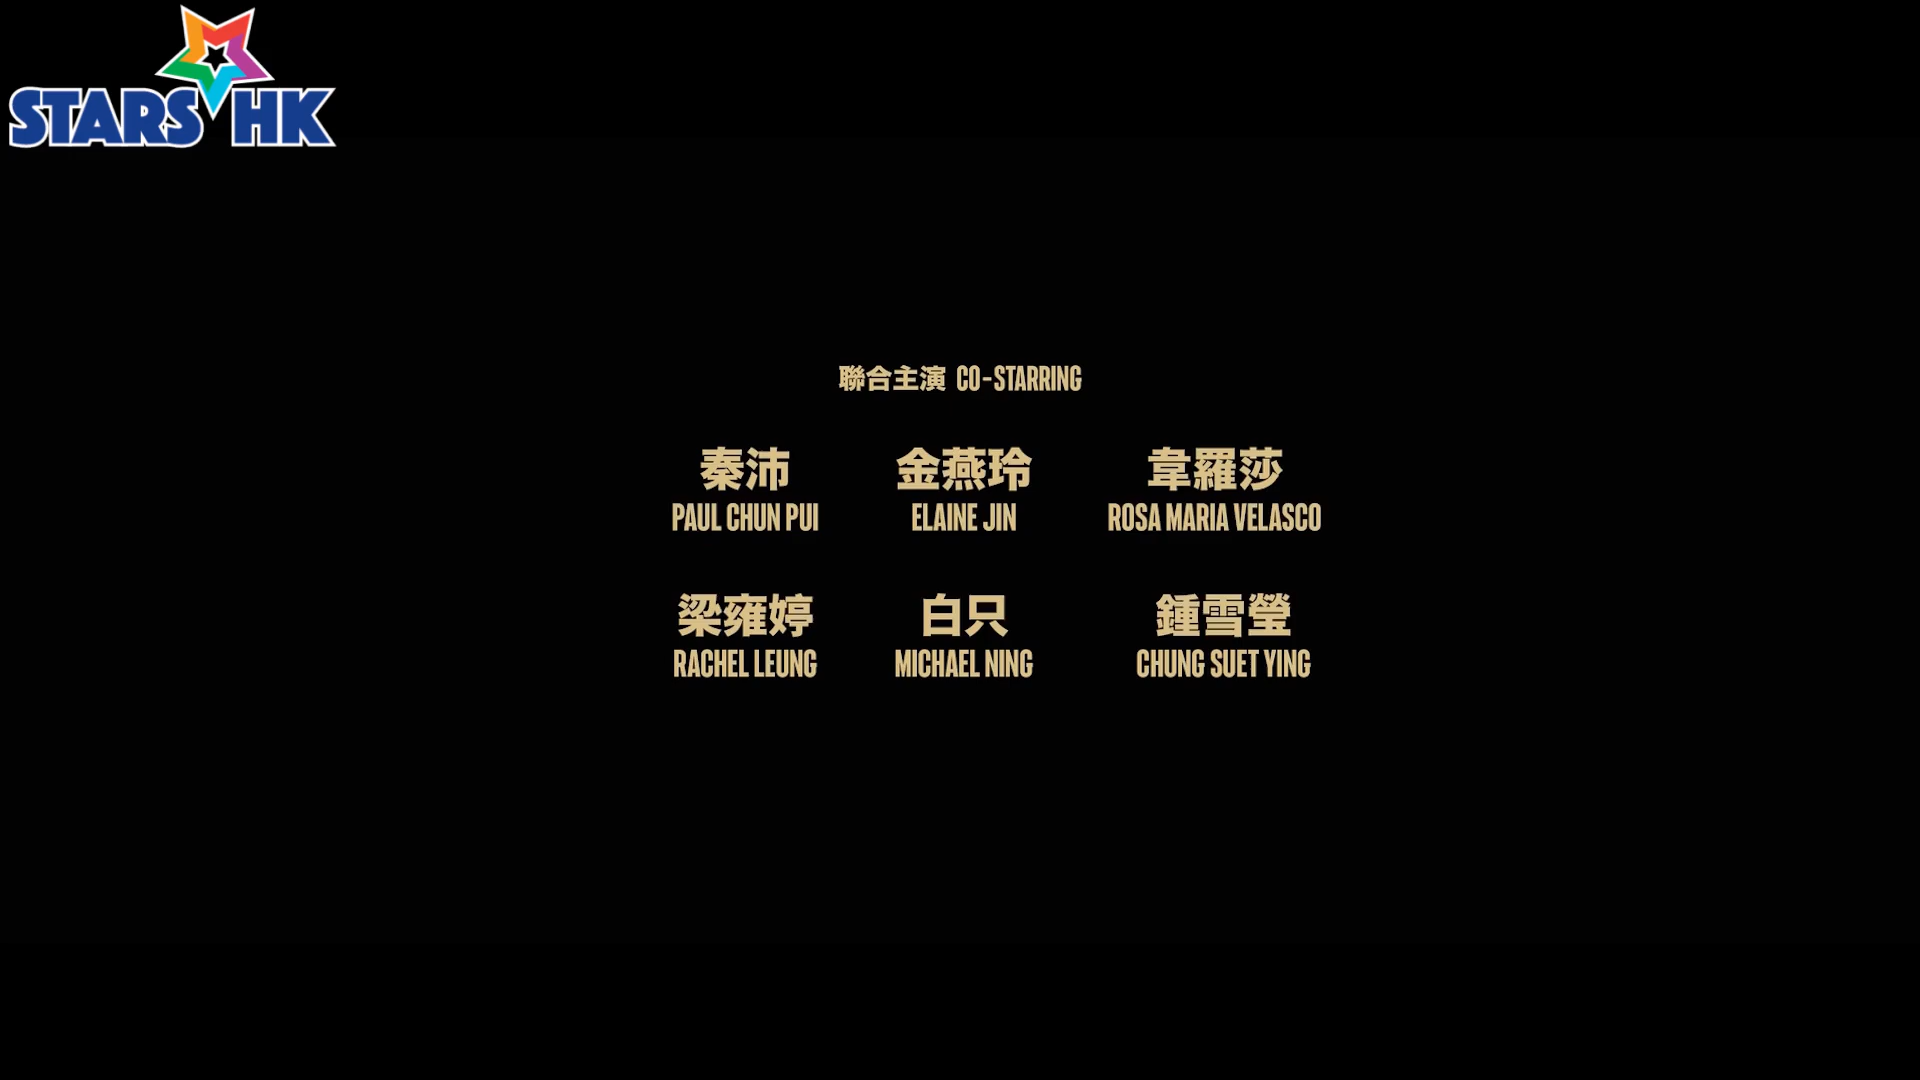 STARS HK
聯合主演 CO-STARRING
秦沛 金燕玲 韋羅莎
PAUL CHUN PUI ELAINE JIN ROSA MARIA VELASCO
梁雍婷 白只 鍾雪瑩
RACHEL LEUNG MICHAEL NING CHUNG SUET YING